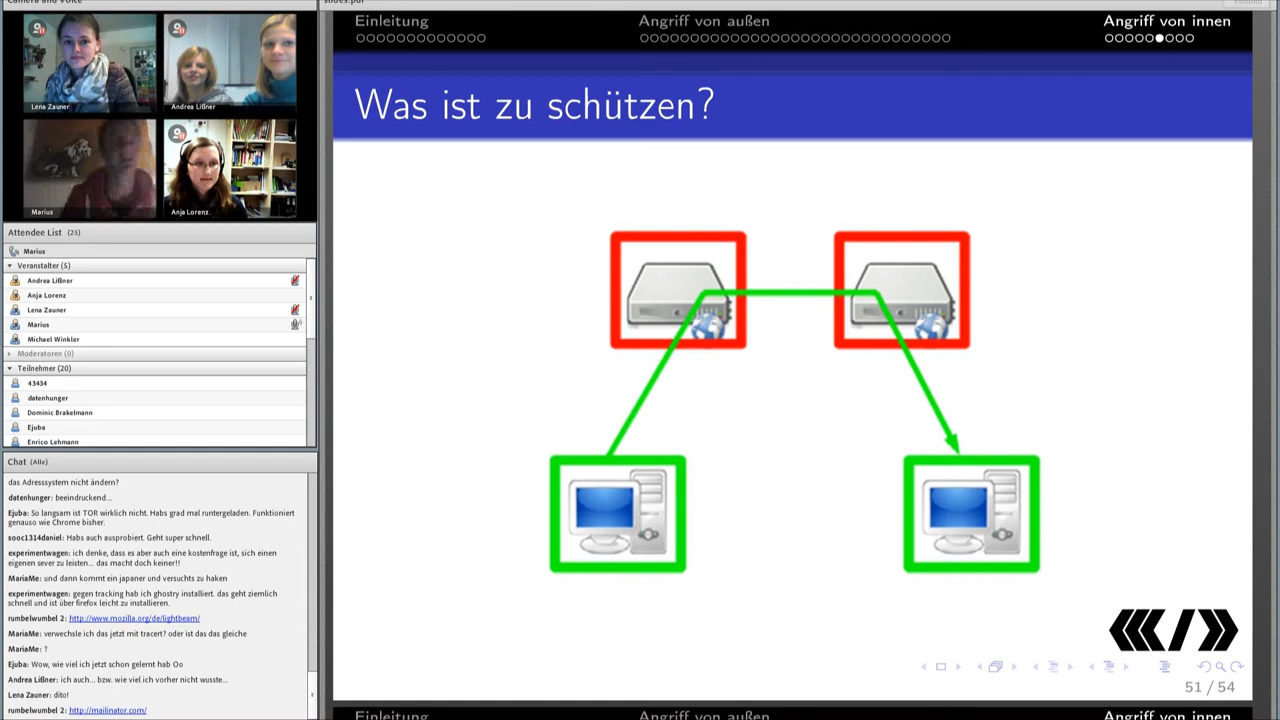 Camera and Voice
Lena Zauner
Andrea Lißner
Marius
Anja Lorenz
Attendee List (25)
Marius
Veranstalter (5)
Andrea Lißner
Anja Lorenz
Lena Zauner
Marius
Michael Winkler
Moderatoren (0)
Teilnehmer (20)
43434
datenhunger
Dominic Brakelmann
Ejuba
Enrico Lehmann
Chat (Alle)
das Adresssystem nicht ändern?
datenhunger: beeindruckend...
Ejuba: So langsam ist TOR wirklich nicht. Habs grad mal runtergeladen. Funktioniert
genauso wie Chrome bisher.
sooc1314daniel: Habs auch ausprobiert. Geht super schnell.
experimentwagen: ich denke, dass es aber auch eine kostenfrage ist, sich einen
eigenen sever zu leisten... das macht doch keiner!!
MariaMe: und dann kommt ein japaner und versuchts zu haken
experimentwagen: gegen tracking hab ich ghostry installiert. das geht ziemlich
schnell und ist über firefox leicht zu installieren.
rumbelwumbel 2: http://www.mozilla.org/de/lightbeam/
MariaMe: verwechsle ich das jetzt mit tracert? oder ist das das gleiche
MariaMe: ?
Ejuba: Wow, wie viel ich jetzt schon gelernt hab Oo
Andrea Lißner: ich auch... bzw. wie viel ich vorher nicht wusste...
Lena Zauner: dito!
rumbelwumbel 2: http://mailinator.com/
slides.pdf
Einleitung
Angriff von außen
Angriff von innen
Was ist zu schützen?
51 / 54
Einleitung
Angriff von außen
Angriff von innen